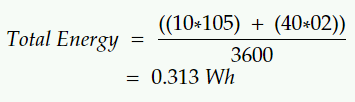 Total Energy = ((10*105) + (40*02)) / 3600
= 0.313 Wh